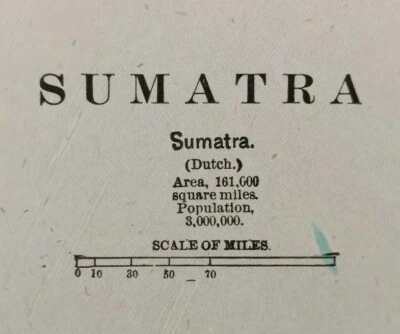 SUMATRA
Sumatra.
(Dutch.)
Area, 161,600
square miles.
Population,
3,000,000.
SCALE OF MILES.
0 10 30 50 70